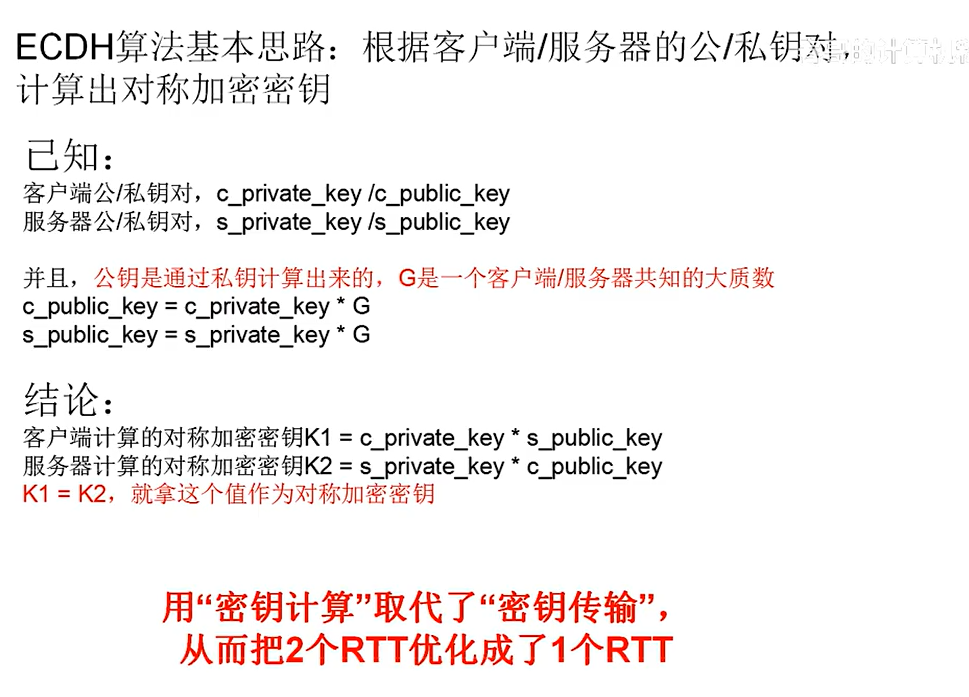 ECDH算法基本思路：根据客户端/服务器的公/私钥对，
计算出对称加密密钥
已知：
客户端公/私钥对，c_private_key /c_public_key
服务器公/私钥对，s_private_key /s_public_key
并且，公钥是通过私钥计算出来的，G是一个客户端/服务器共知的大质数
c_public_key = c_private_key * G
s_public_key = s_private_key * G
结论：
客户端计算的对称加密密钥K1 = c_private_key * s_public_key
服务器计算的对称加密密钥K2 = s_private_key * c_public_key
K1 = K2，就拿这个值作为对称加密密钥
用“密钥计算”取代了“密钥传输”，
从而把2个RTT优化成了1个RTT